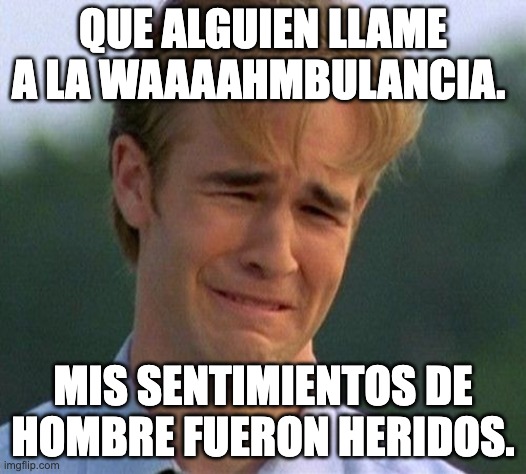 QUE ALGUIEN LLAME
A LA WAAAAHMBULANCIA.
MIS SENTIMIENTOS DE
HOMBRE FUERON HERIDOS.
imgflip.com